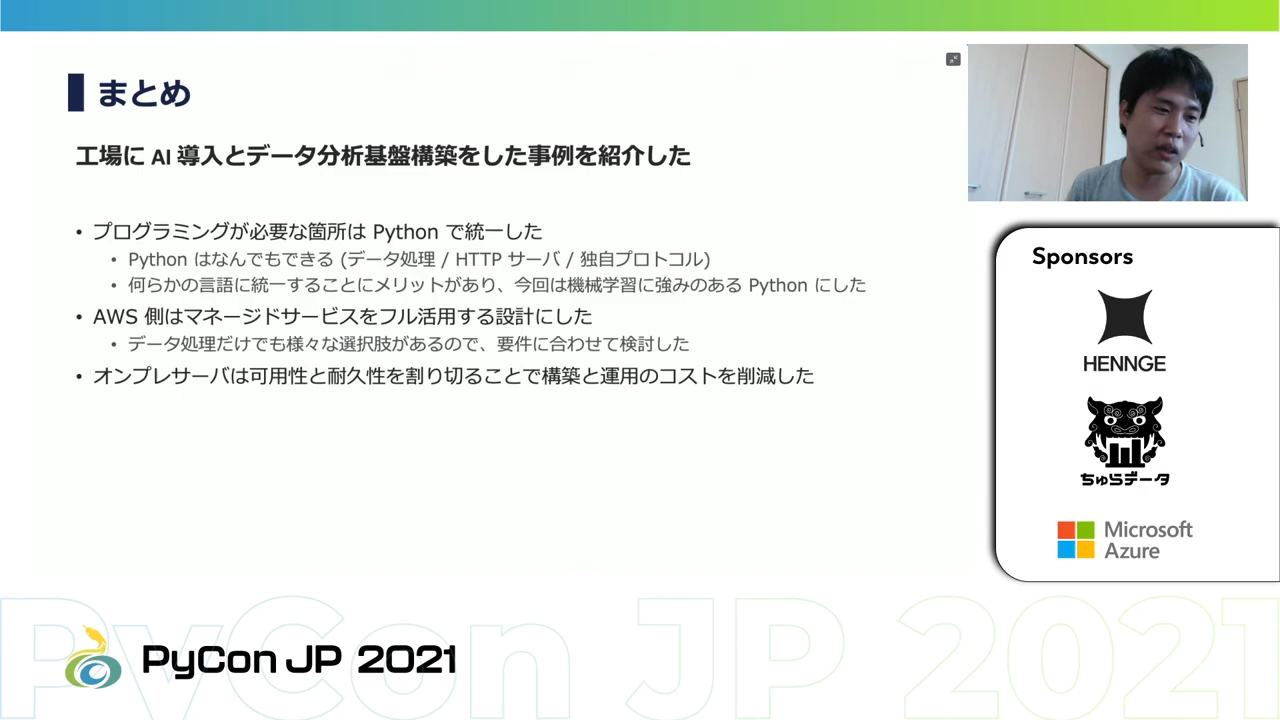 まとめ
工場に AI 導入とデータ分析基盤構築をした事例を紹介した
• プログラミングが必要な箇所は Python で統一した
• Python はなんでもできる (データ処理 / HTTP サーバ / 独自プロトコル)
• 何らかの言語に統一することにメリットがあり、今回は機械学習に強みのある Python にした
• AWS 側はマネージドサービスをフル活用する設計にした
• データ処理だけでも様々な選択肢があるので、要件に合わせて検討した
• オンプレサーバは可用性と耐久性を割り切ることで構築と運用のコストを削減した
Sponsors
HENNGE
ちゅらデータ
Microsoft
Azure
PyCon JP 2021
PyCon JP 2021